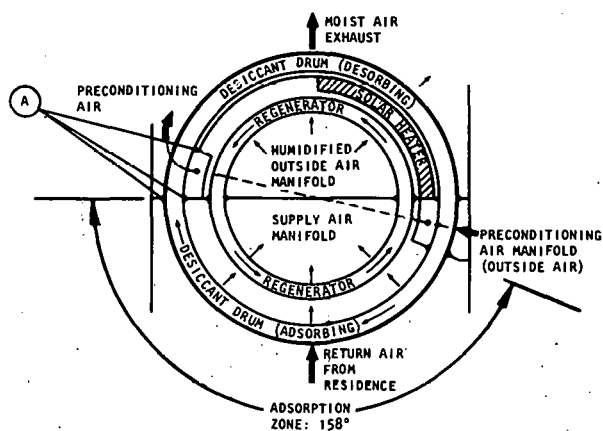 MOIST AIR
EXHAUST
DESICCANT DRUM (DESORBING)
A
PRECONDITIONING
AIR
SOLAR HEATER
REGENERATOR
HUMIDIFIED
OUTSIDE AIR
MANIFOLD
SUPPLY AIR
MANIFOLD
PRECONDITIONING
AIR MANIFOLD
(OUTSIDE AIR)
REGENERATOR
DESICCANT DRUM (ADSORBING)
RETURN AIR
FROM
RESIDENCE
ADSORPTION
ZONE: 158°